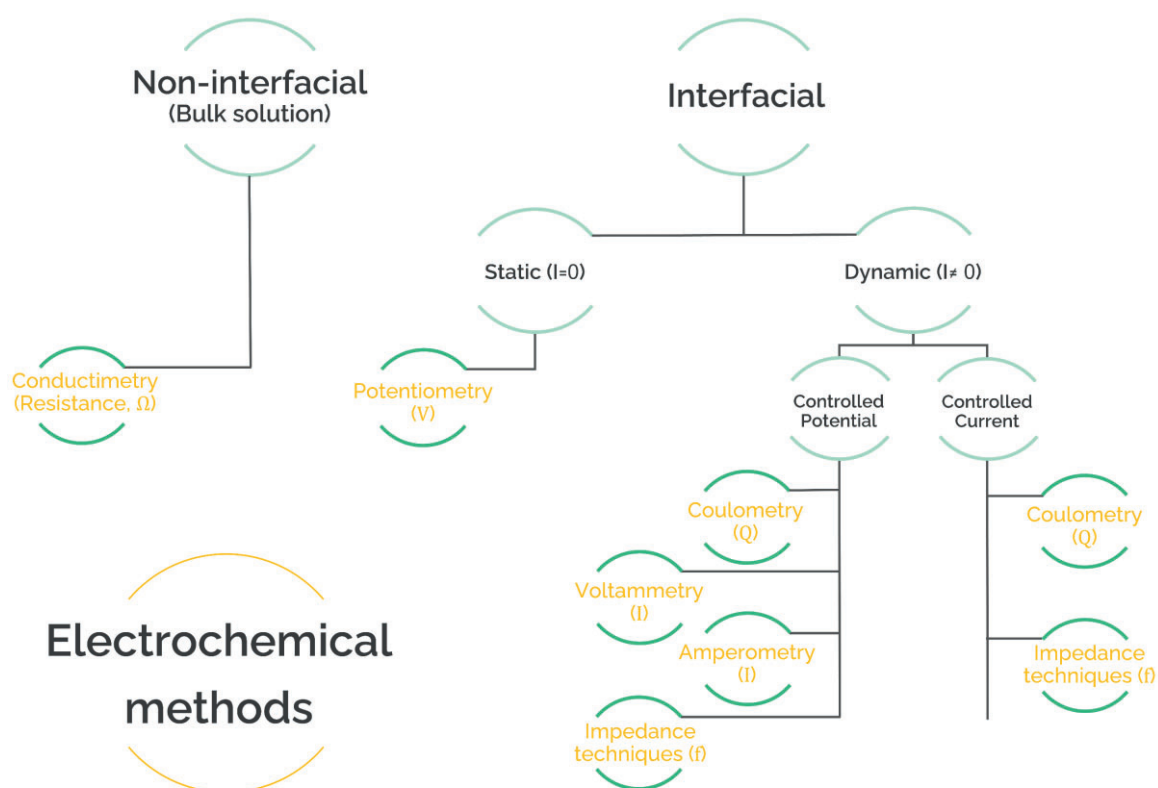 Non-interfacial
(Bulk solution)
Interfacial
Static (I=0)
Dynamic (I≠ 0)
Conductimetry
(Resistance, Ω)
Potentiometry
(V)
Controlled
Potential
Controlled
Current
Coulometry
(Q)
Coulometry
(Q)
Voltammetry
(I)
Amperometry
(I)
Impedance
techniques (f)
Impedance
techniques (f)
Electrochemical
methods